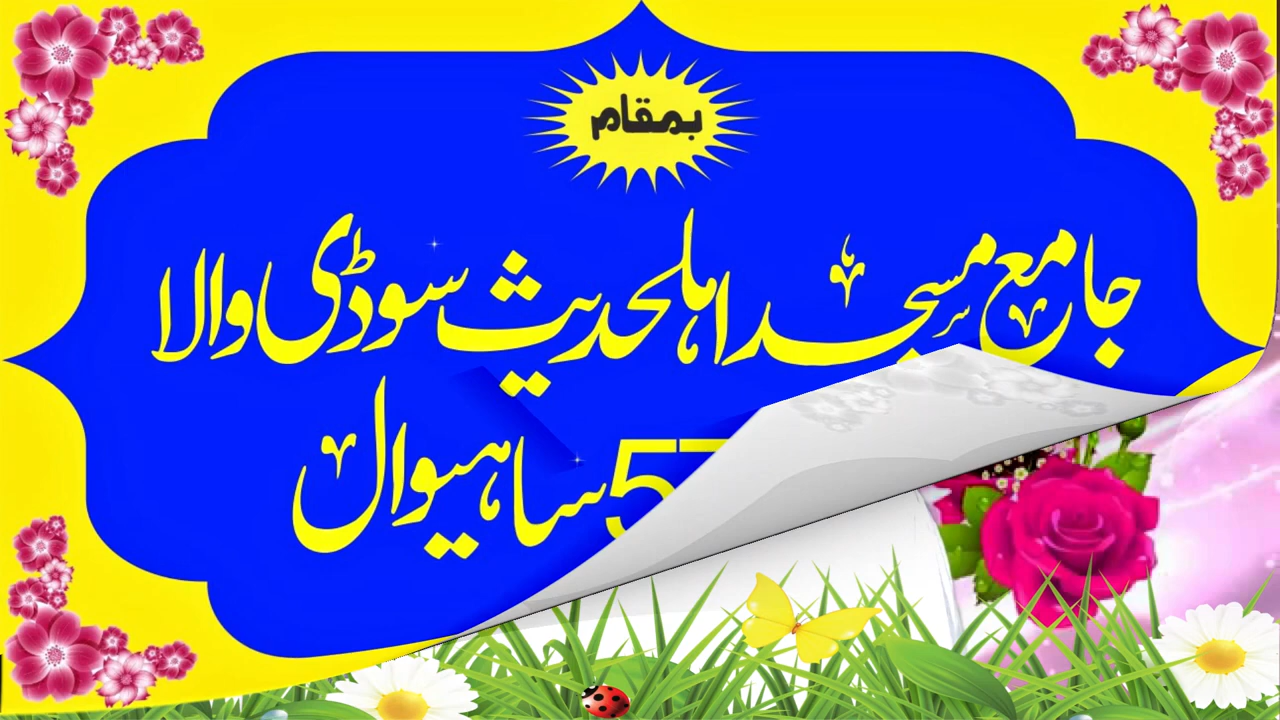 بمقام
جامع مسجد اہلحدیث سوڈی والا
57 ساہیوال